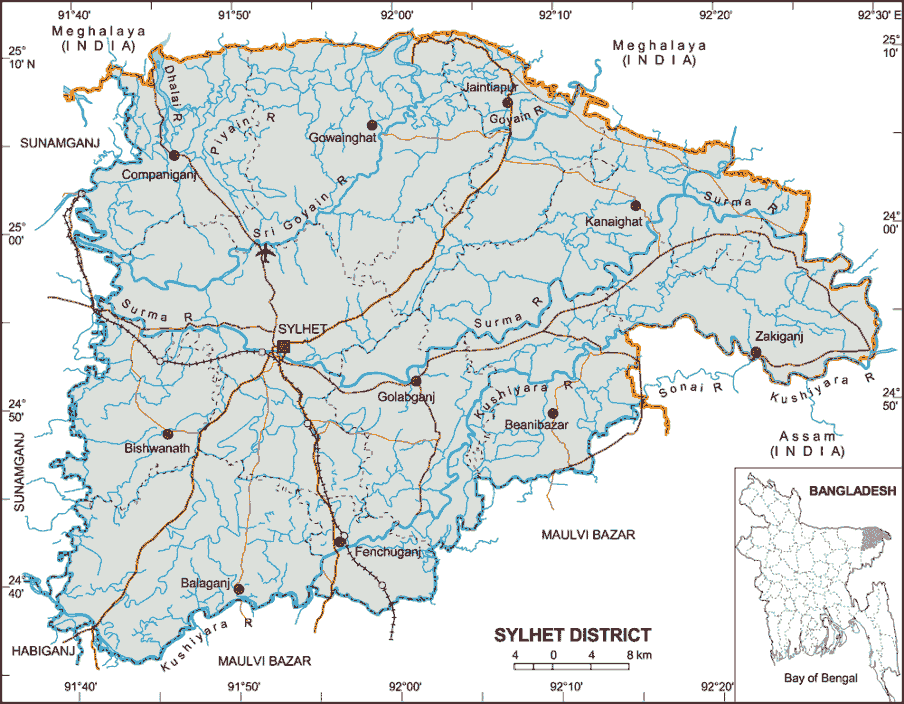 91°40'
91°50'
92°00'
92°10'
92°20'
92°30' E
Meghalaya
(INDIA)
25°
10' N
Meghalaya
(INDIA)
25°
10'
Dhalai R
Jaintiapur
Piyain R
Goyain R
Gowainghat
SUNAMGANJ
Companiganj
Sri Goyain R
Surma R
Kanaighat
25°
00'
24°
00'
Surma R
SYLHET
Surma R
Zakiganj
Golabganj
Kushiyara R
Sonai R
Kushiyara R
24°
50'
24°
50'
Beanibazar
Bishwanath
Assam
(INDIA)
SUNAMGANJ
BANGLADESH
MAULVI BAZAR
Fenchuganj
24°
40'
Balaganj
Kushiyara R
SYLHET DISTRICT
HABIGANJ
MAULVI BAZAR
4 0 4 8 km
Bay of Bengal
91°40'
91°50'
92°00'
92°10'
92°20'